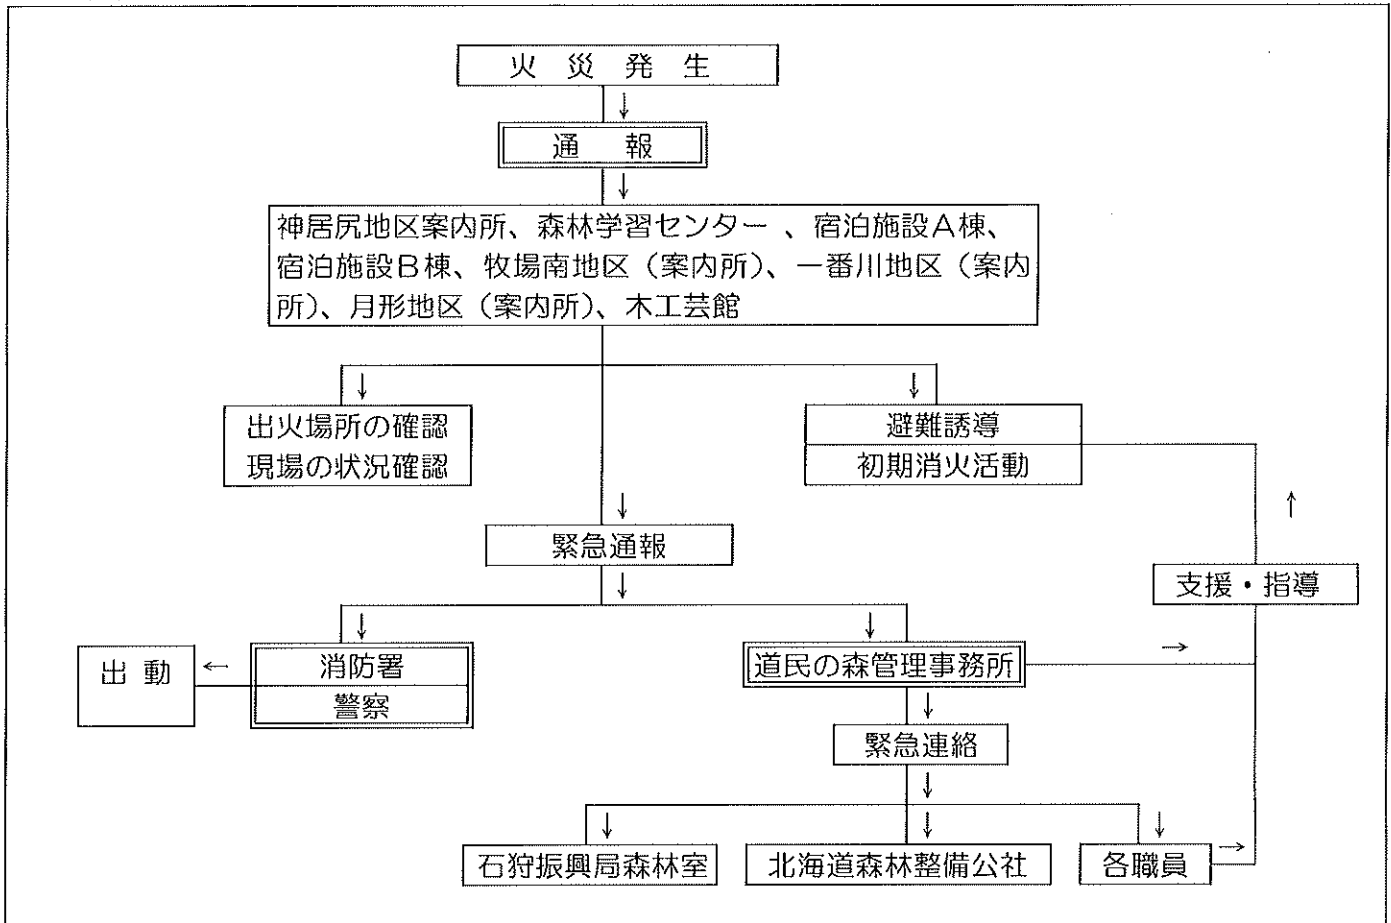 火 災 発 生
↓
通 報
↓
神居尻地区案内所、森林学習センター 、宿泊施設A棟、
宿泊施設B棟、牧場南地区（案内所）、一番川地区（案内
所）、月形地区（案内所）、木工芸館
↓
↓
出火場所の確認
現場の状況確認
避難誘導
初期消火活動
↓
↑
緊急通報
↓
支援・指導
↓
↓
出 動
←
消防署
警察
道民の森管理事務所
→
↓
緊急連絡
↓
↓
↓
↓
石狩振興局森林室
北海道森林整備公社
各職員
→